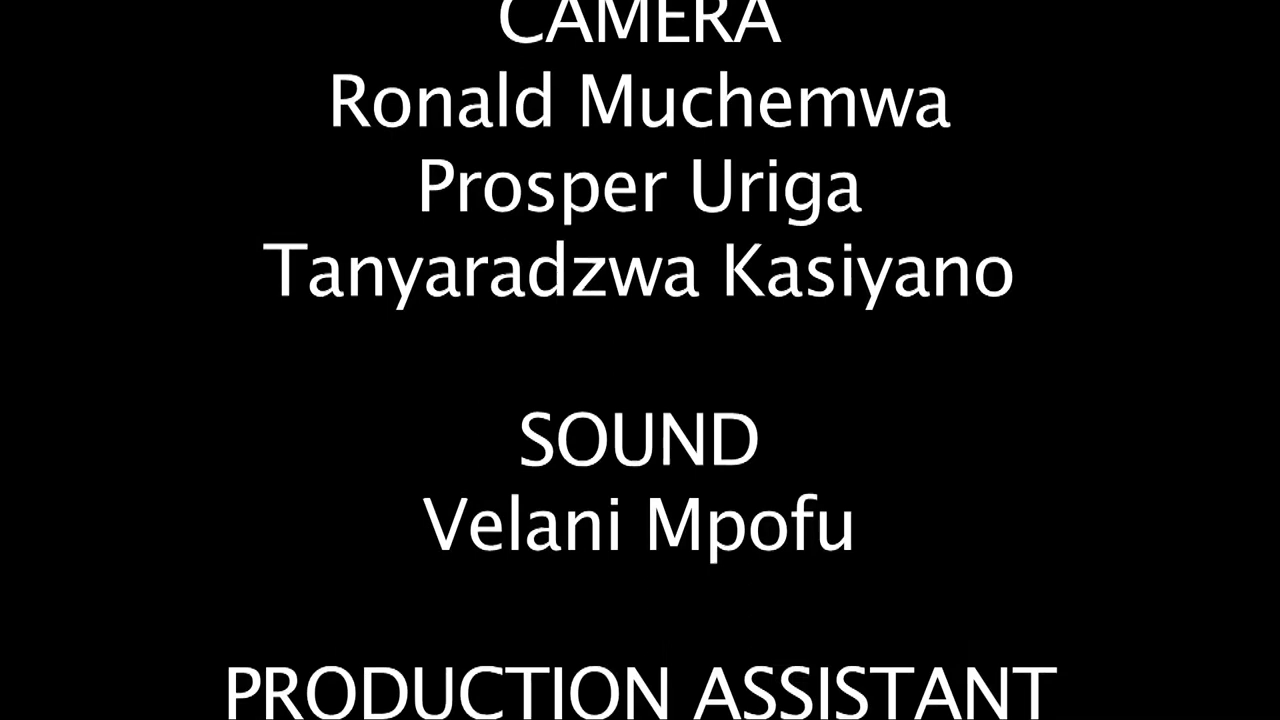 CAMERA
Ronald Muchemwa
Prosper Uriga
Tanyaradzwa Kasiyano
SOUND
Velani Mpofu
PRODUCTION ASSISTANT